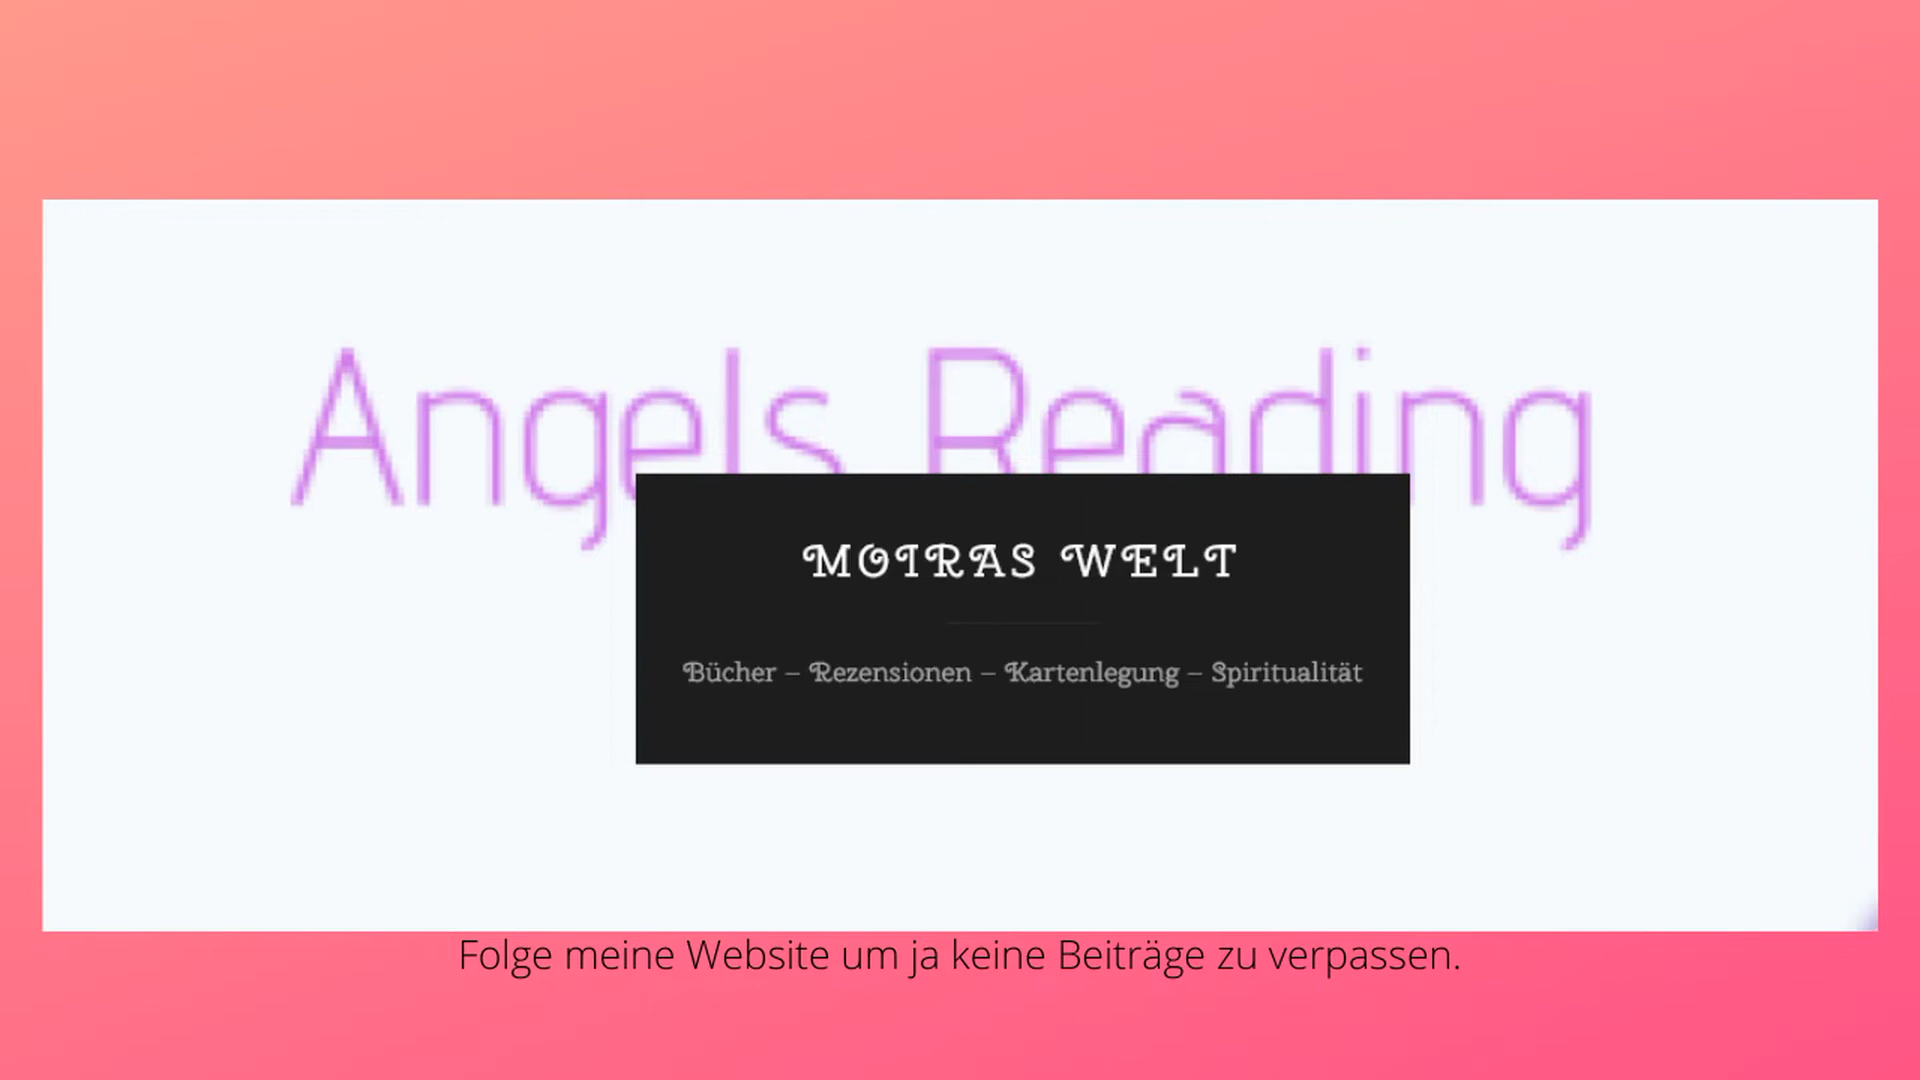 Angels Reading
MOIRAS WELT
Bücher – Rezensionen – Kartenlegung – Spiritualität
Folge meine Website um ja keine Beiträge zu verpassen.